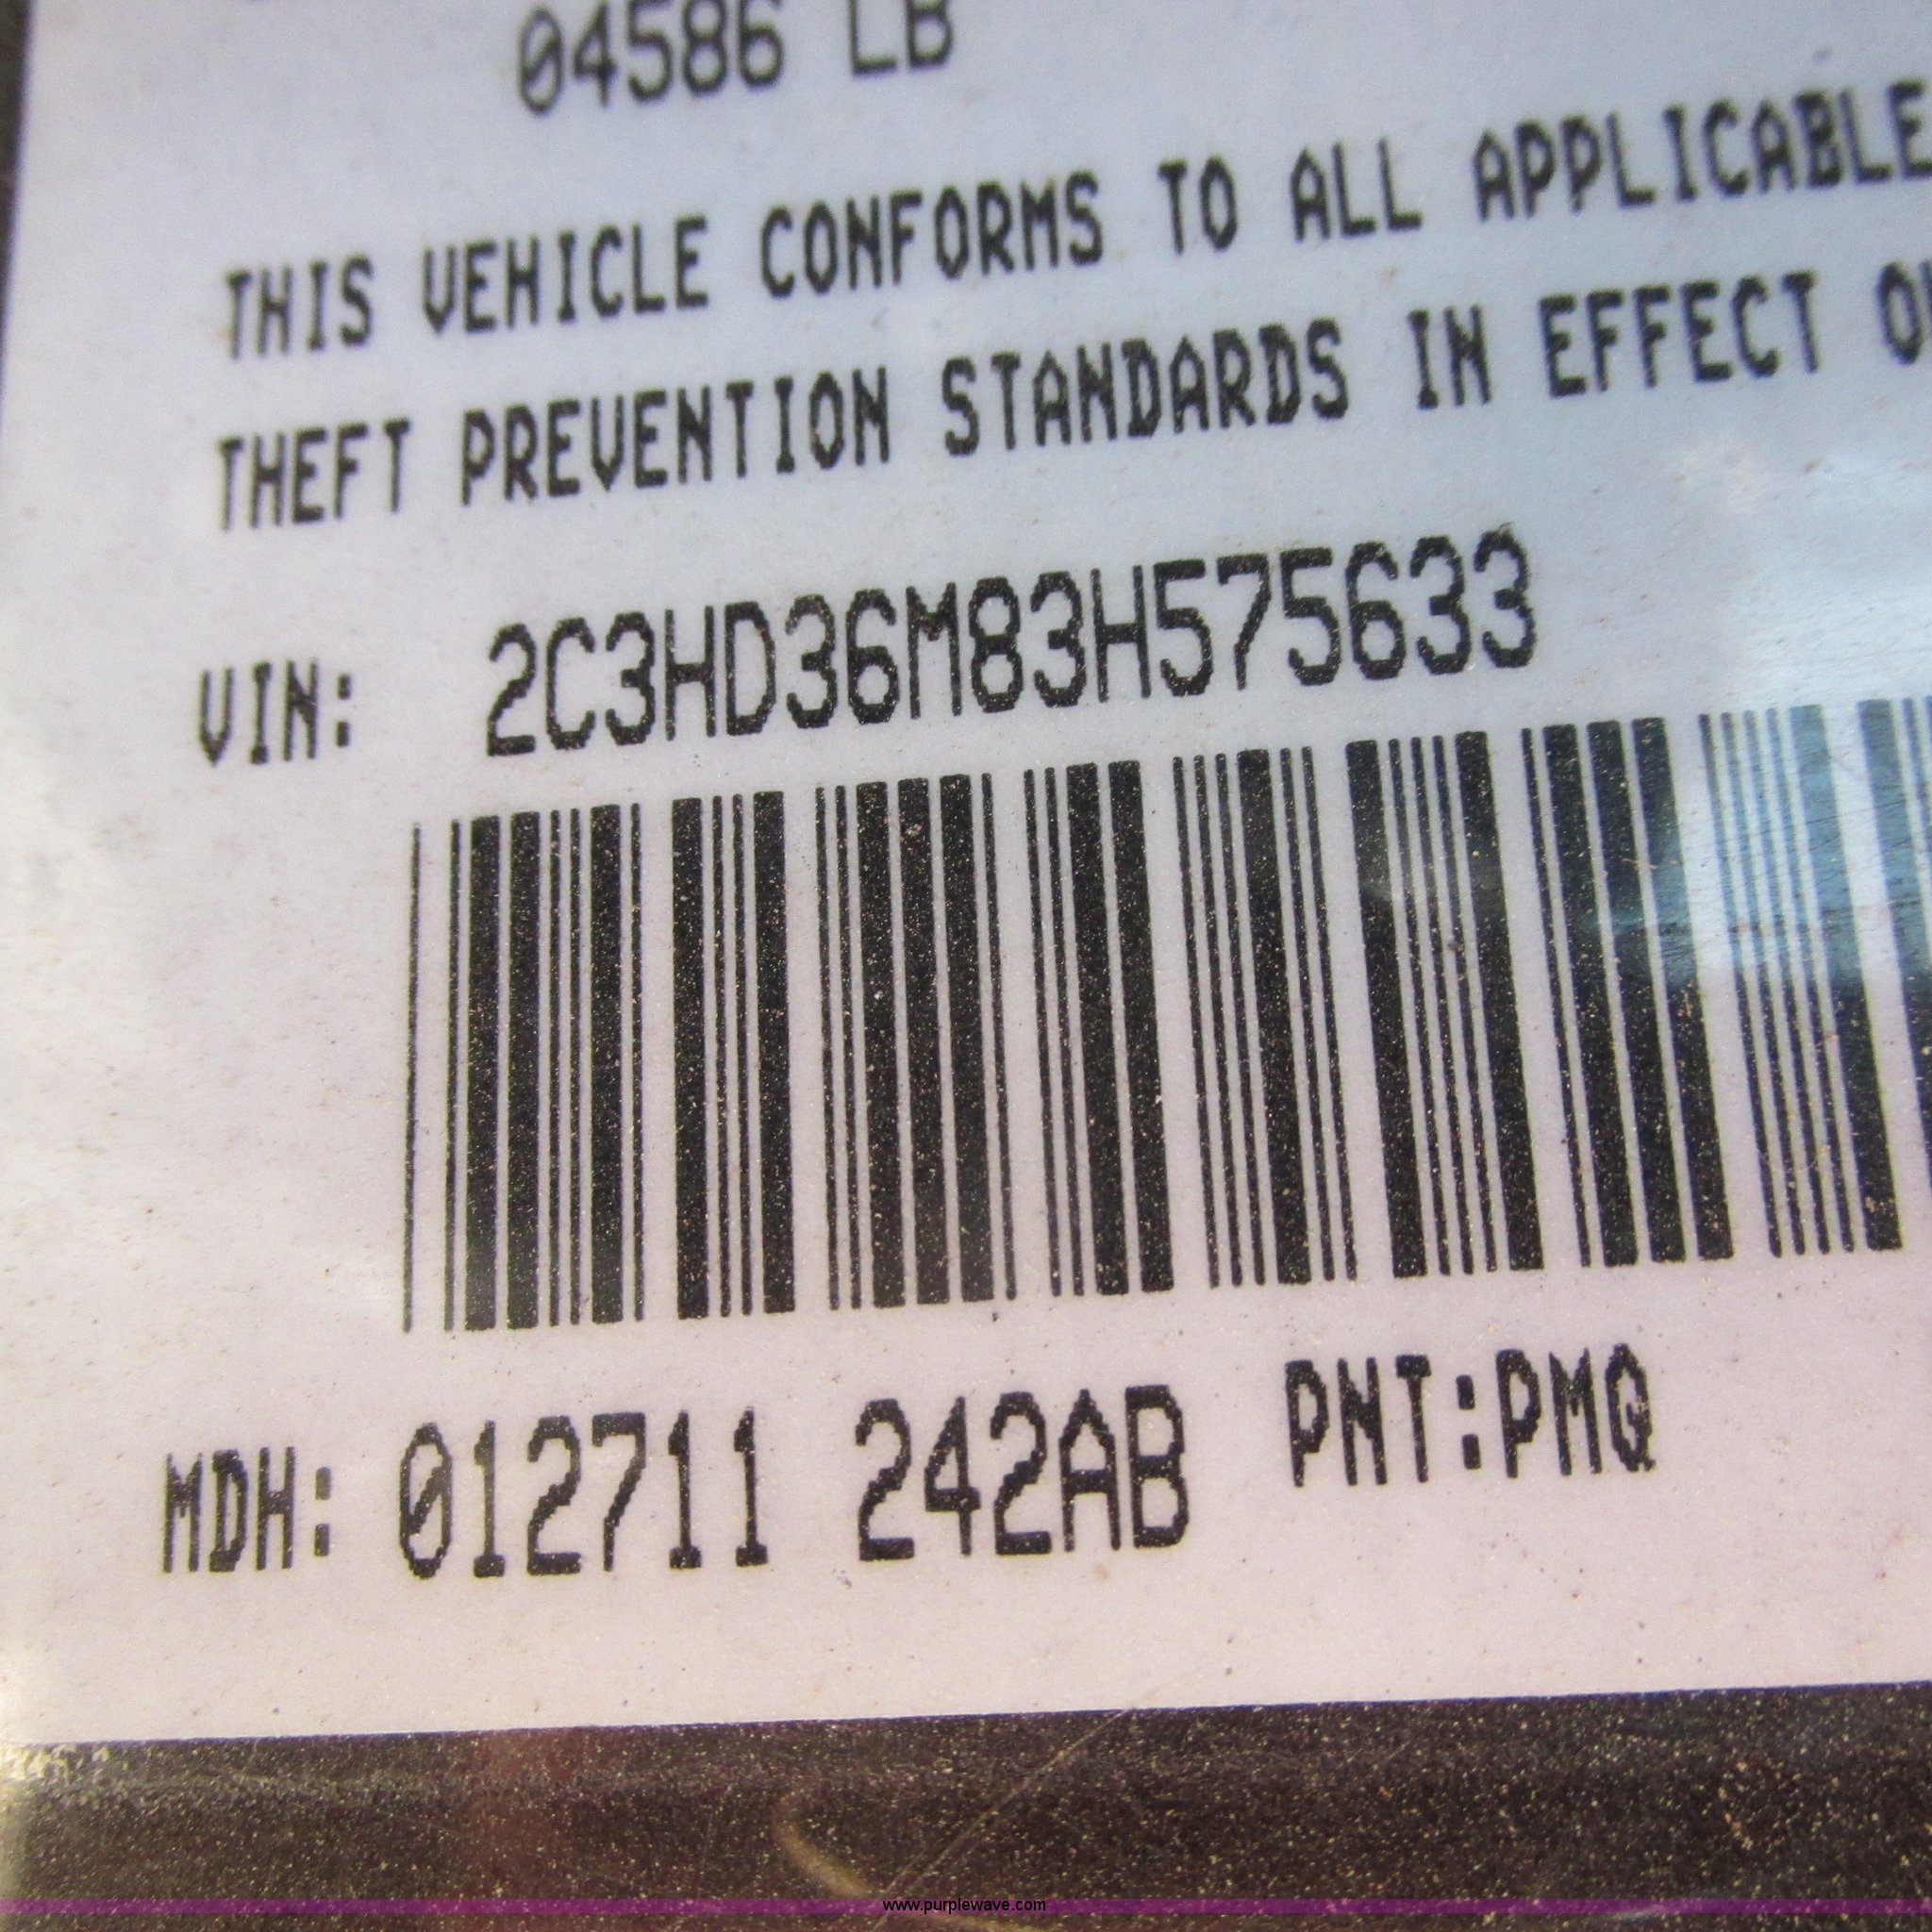 04586 LB
THIS VEHICLE CONFORMS TO ALL APPLICABLE
THEFT PREVENTION STANDARDS IN EFFECT
VIN: 2C3HD36M83H575633
MDH: 012711 242AB PNT:PMQ
www.purplewave.com